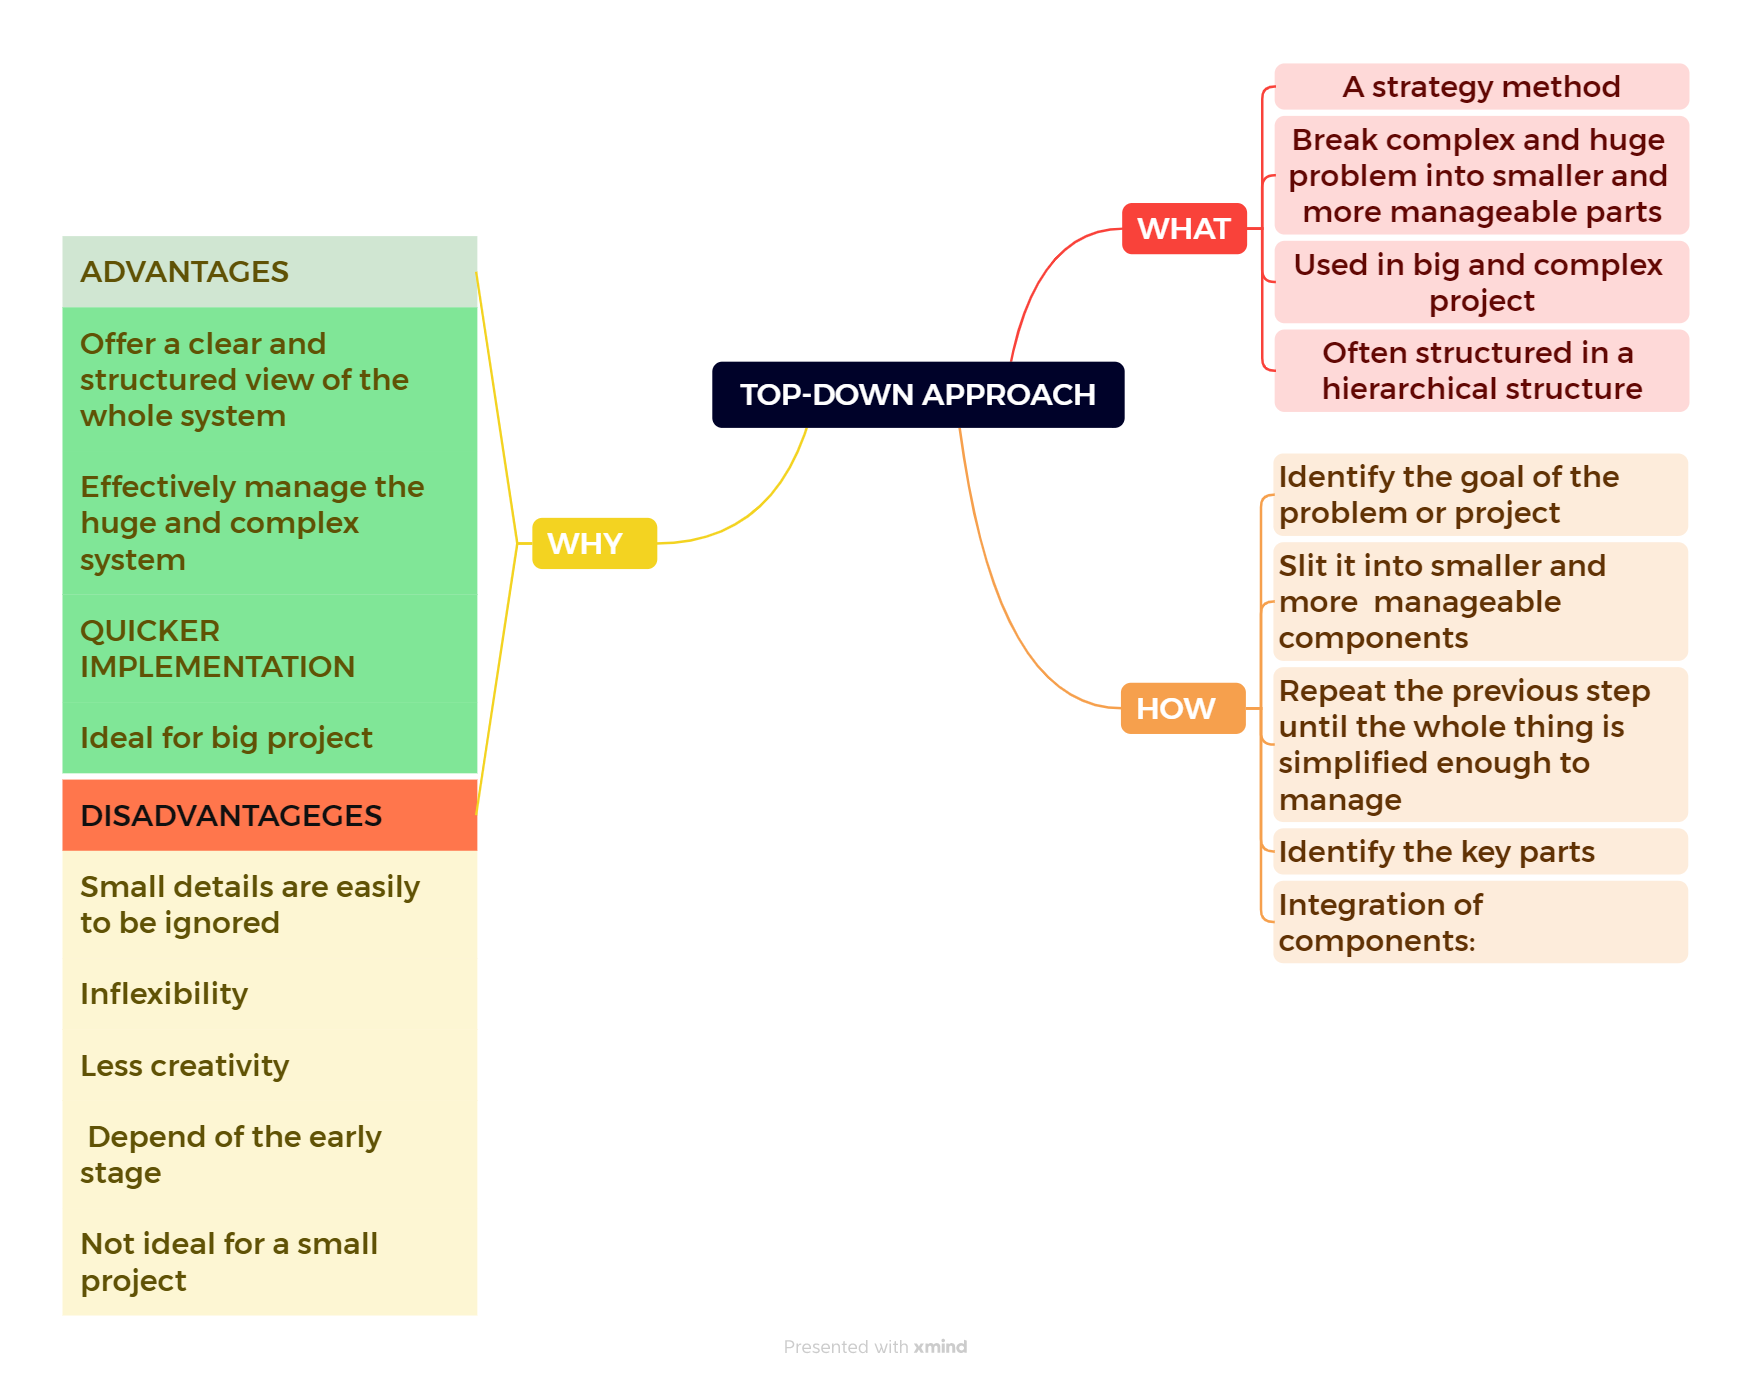 TOP-DOWN APPROACH
WHAT
A strategy method
Break complex and huge
problem into smaller and
more manageable parts
Used in big and complex
project
Often structured in a
hierarchical structure
HOW
Identify the goal of the
problem or project
Slit it into smaller and
more  manageable
components
Repeat the previous step
until the whole thing is
simplified enough to
manage
Identify the key parts
Integration of
components:
WHY
ADVANTAGES
Offer a clear and
structured view of the
whole system
Effectively manage the
huge and complex
system
QUICKER
IMPLEMENTATION
Ideal for big project
DISADVANTAGEGES
Small details are easily
to be ignored
Inflexibility
Less creativity
Depend of the early
stage
Not ideal for a small
project
Presented with xmind